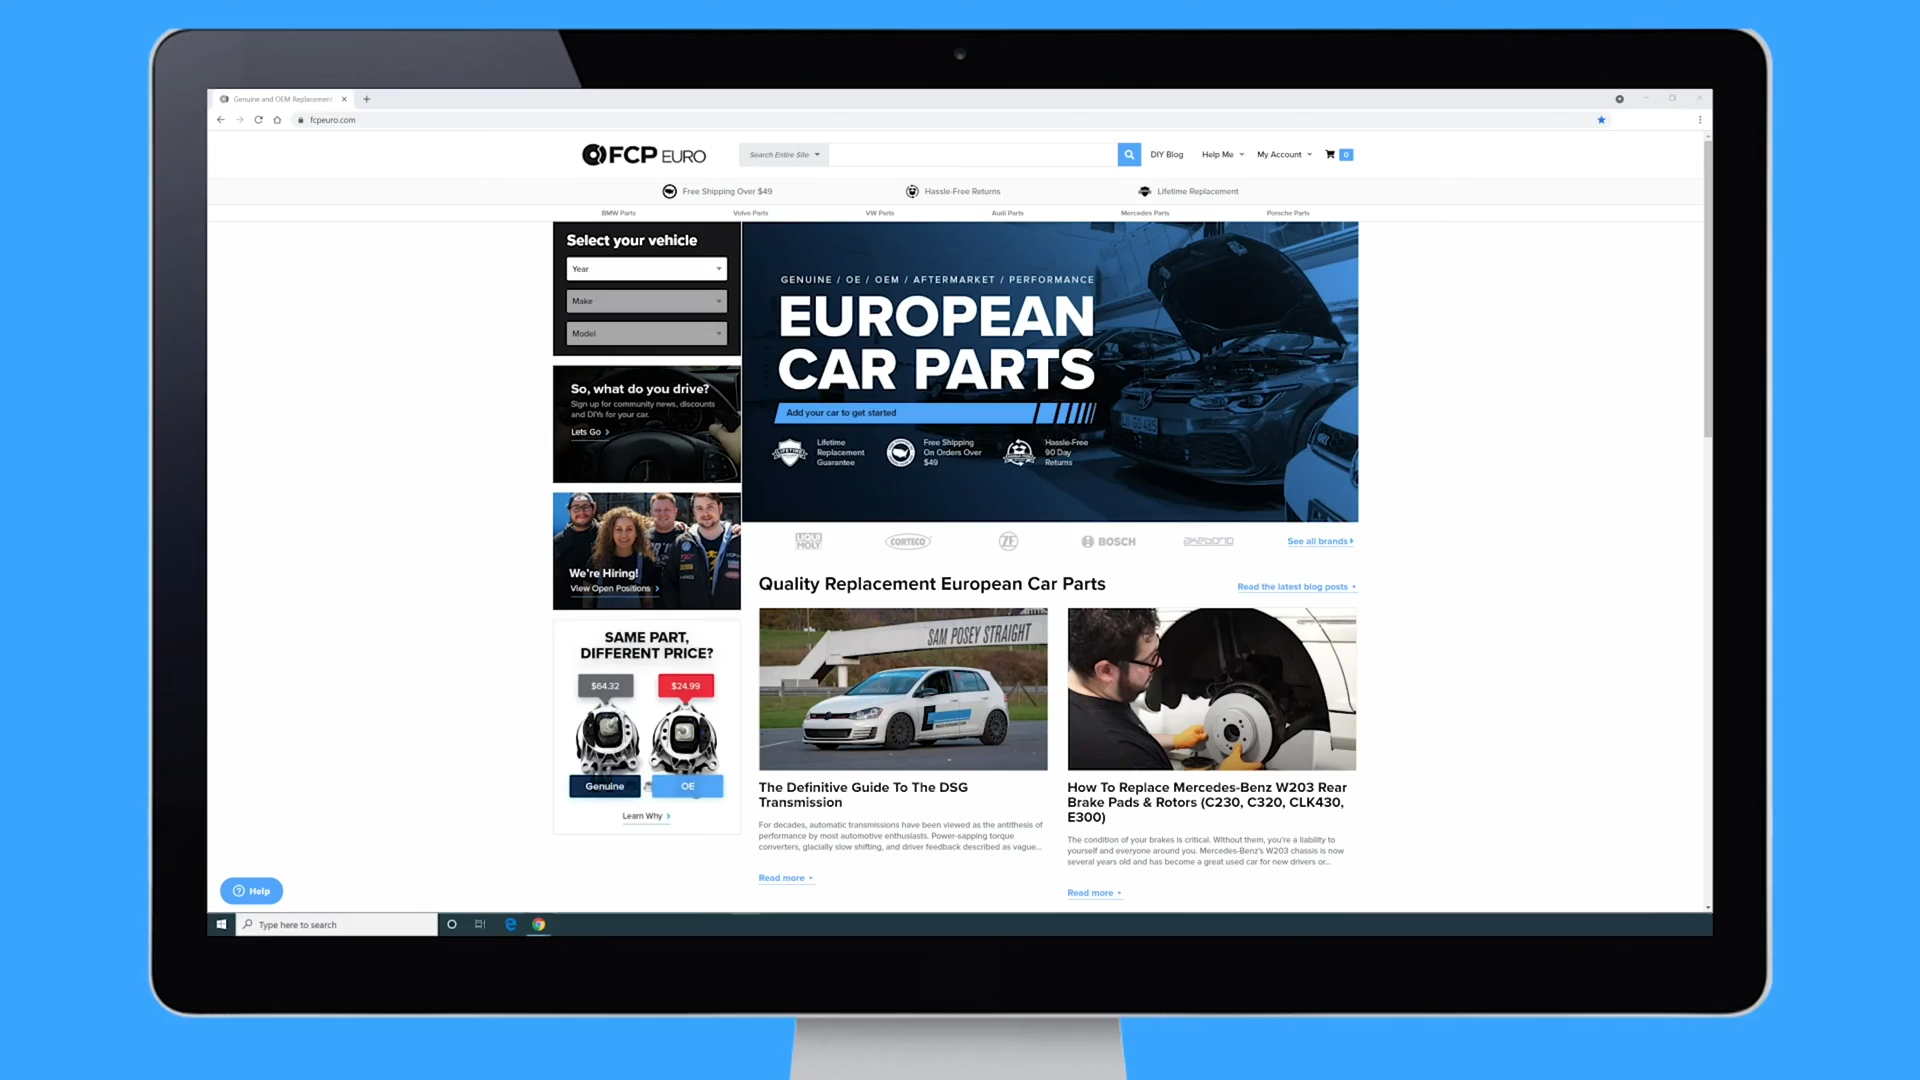 Genuine and OEM Replacement
fcpeuro.com
FCP EURO
Search Entire Site
DIY Blog
Help Me
My Account
0
Free Shipping Over $49
Hassle-Free Returns
Lifetime Replacement
BMW Parts
Volvo Parts
VW Parts
Audi Parts
Mercedes Parts
Porsche Parts
Select your vehicle
Year
Make
Model
GENUINE / OE / OEM / AFTERMARKET / PERFORMANCE
EUROPEAN
CAR PARTS
Add your car to get started
Lifetime
Replacement
Guarantee
Free Shipping
On Orders Over
$49
Hassle-Free
90 Day
Returns
So, what do you drive?
Sign up for community news, discounts
and DIYs for your car.
Lets Go
We're Hiring!
View Open Positions
LIQUI
MOLY
CORTECO
ZF
BOSCH
akebono
See all brands
Quality Replacement European Car Parts
Read the latest blog posts
SAM POSEY STRAIGHT
SAME PART,
DIFFERENT PRICE?
$64.32
$24.99
Genuine
OE
Learn Why
The Definitive Guide To The DSG
Transmission
For decades, automatic transmissions have been viewed as the antithesis of
performance by most automotive enthusiasts. Power-sapping torque
converters, glacially slow shifting, and driver feedback described as vague...
Read more
How To Replace Mercedes-Benz W203 Rear
Brake Pads & Rotors (C230, C320, CLK430,
E300)
The condition of your brakes is critical. Without them, you're a liability to
yourself and everyone around you. Mercedes-Benz's W203 chassis is now
several years old and has become a great used car for new drivers or...
Read more
Help
Type here to search